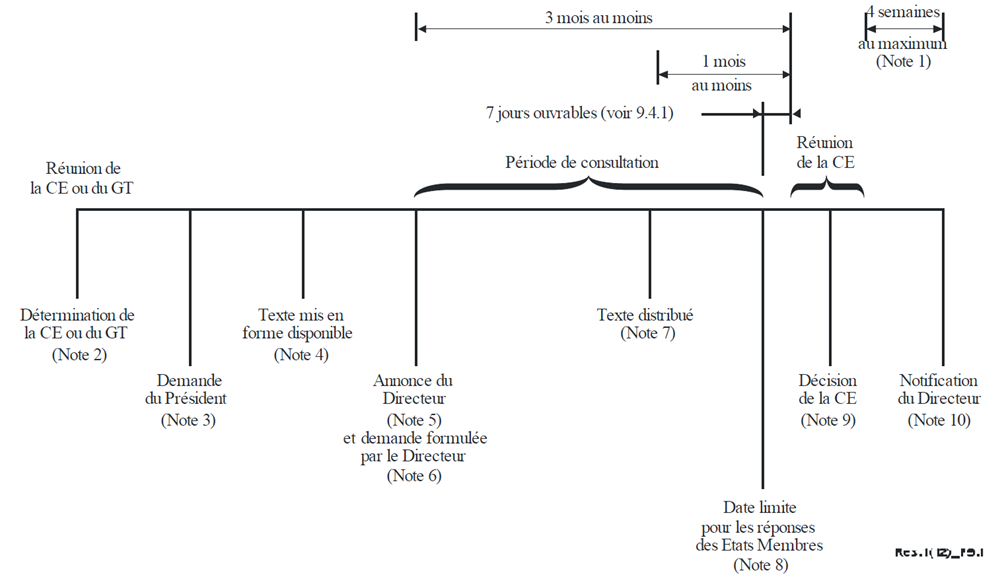 3 mois au moins
4 semaines
au maximum
(Note 1)
1 mois
au moins
7 jours ouvrables (voir 9.4.1)
Réunion de
la CE ou du GT
Période de consultation
Réunion
de la CE
Détermination de
la CE ou du GT
(Note 2)
Demande
du Président
(Note 3)
Texte mis en
forme disponible
(Note 4)
Annonce du
Directeur
(Note 5)
et demande formulée
par le Directeur
(Note 6)
Texte distribué
(Note 7)
Date limite
pour les réponses
des Etats Membres
(Note 8)
Décision
de la CE
(Note 9)
Notification
du Directeur
(Note 10)